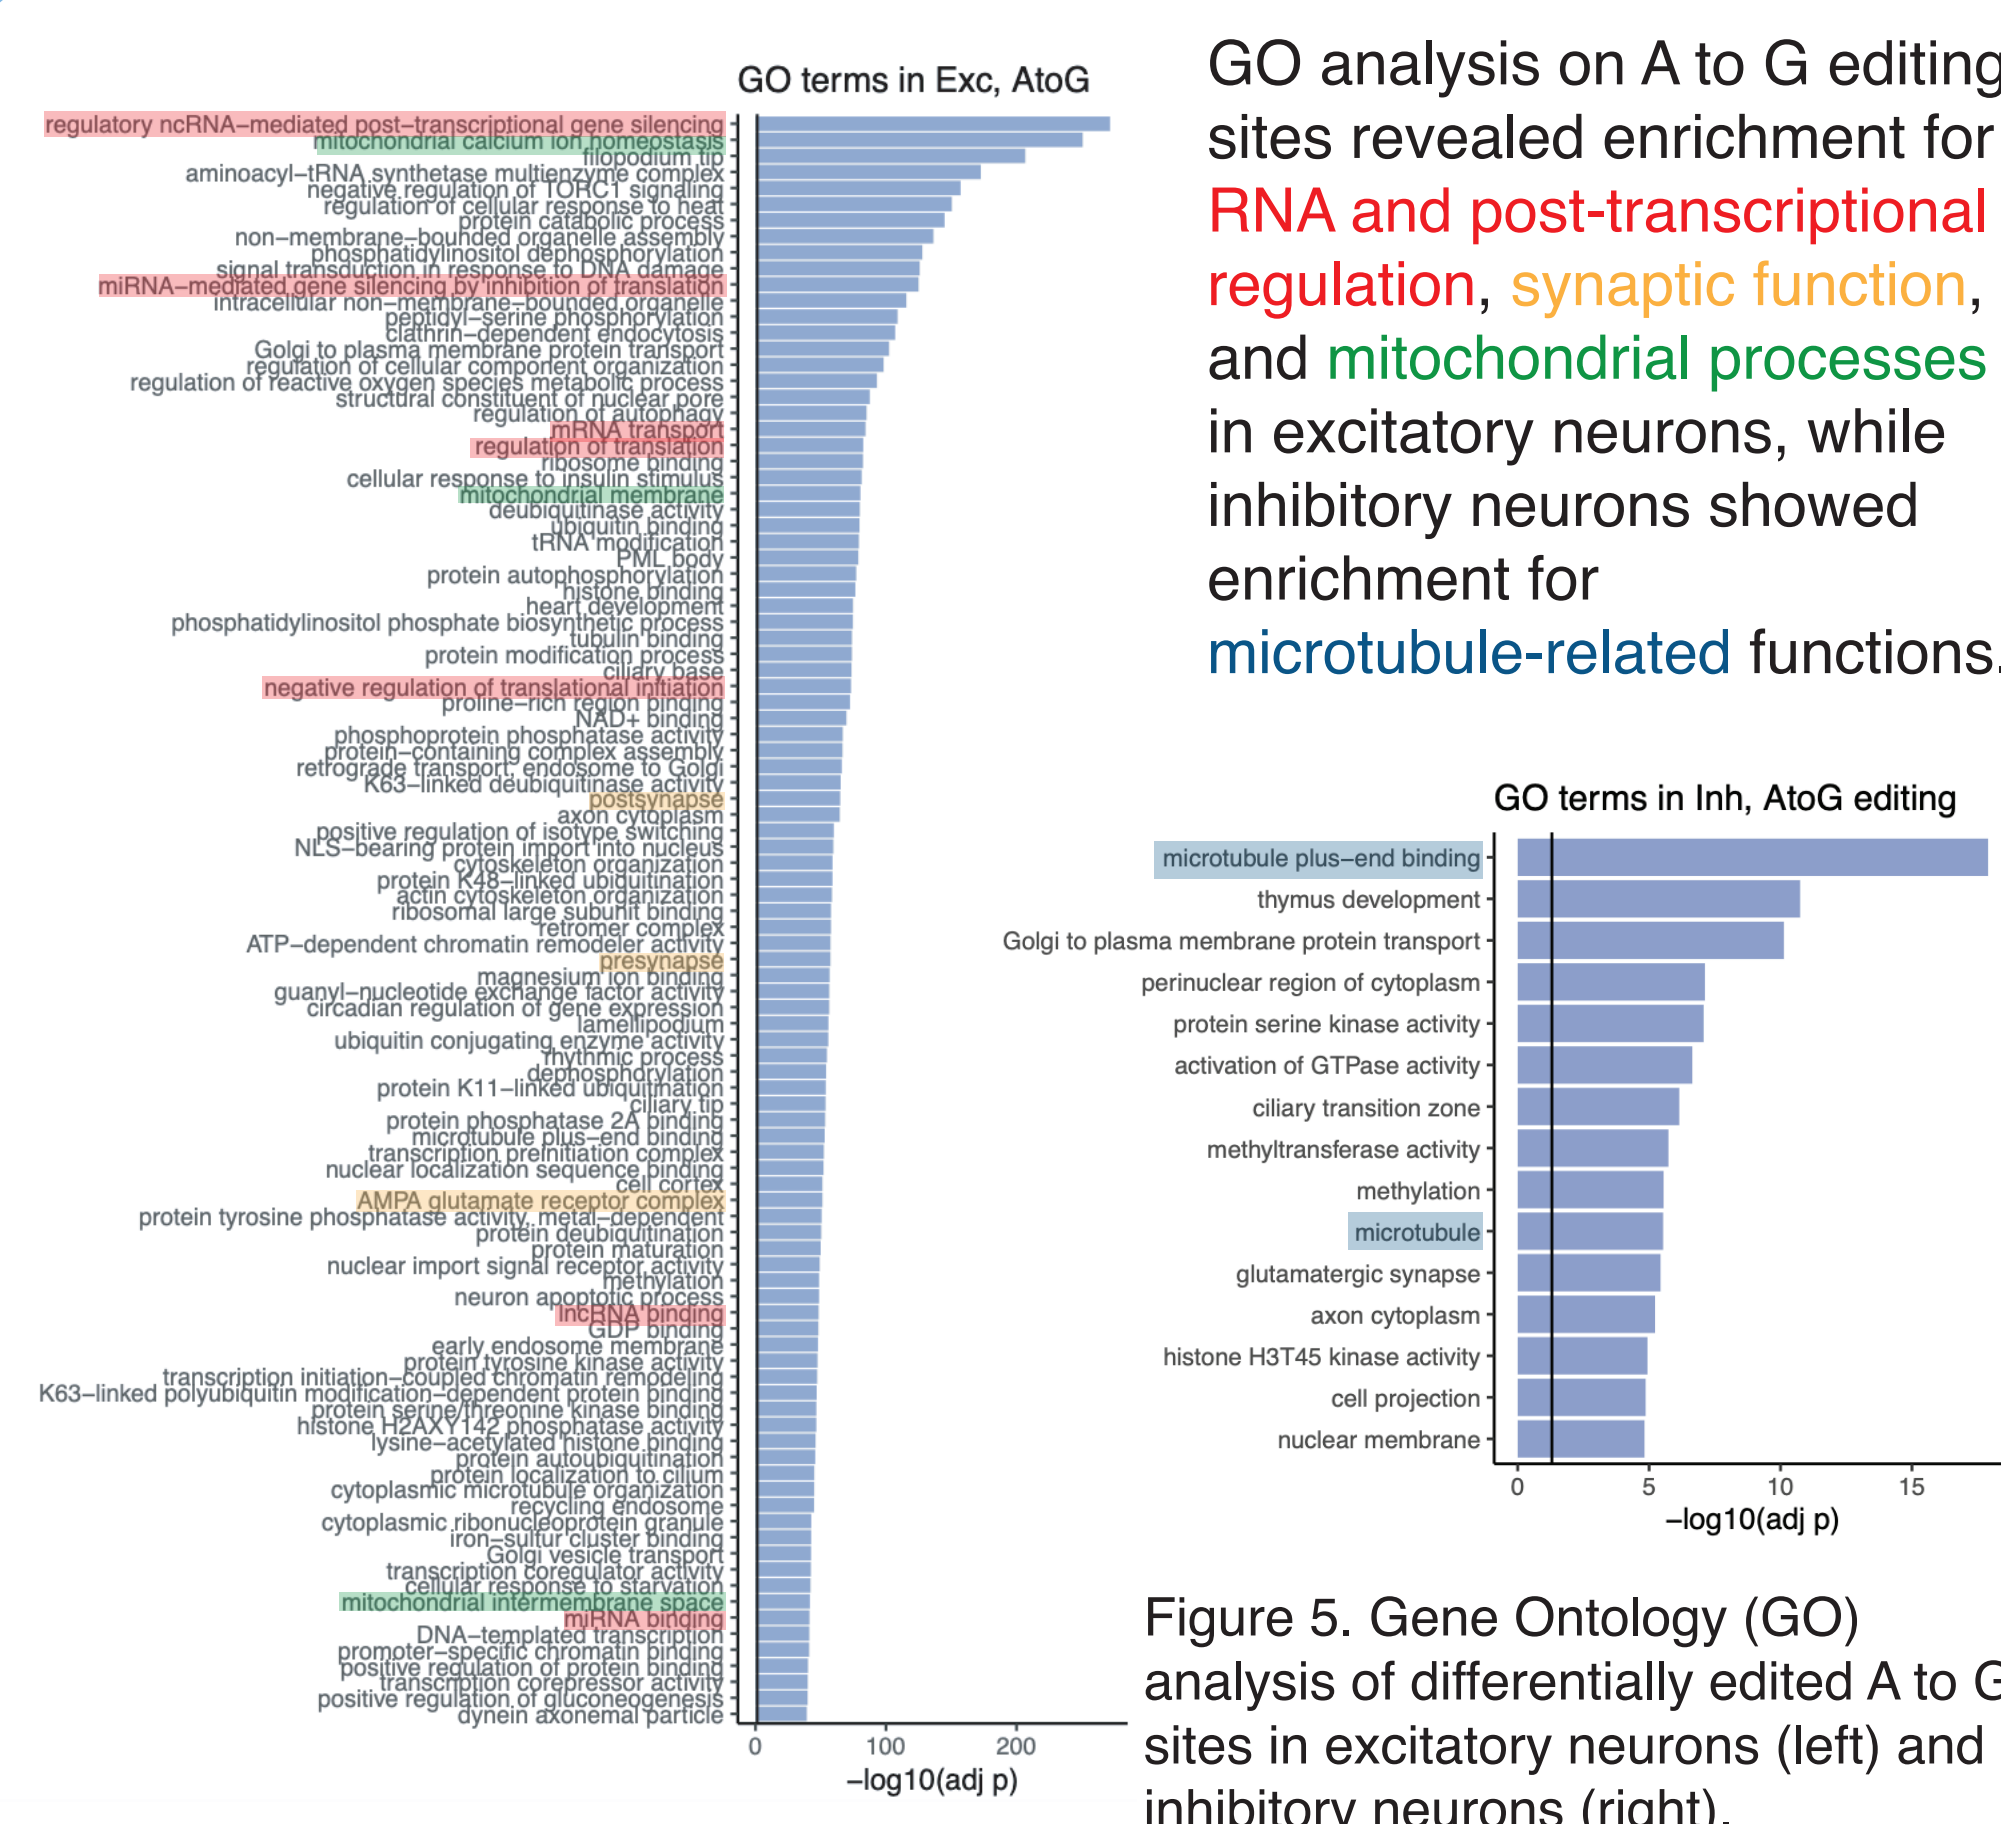 GO terms in Exc, AtoG
regulatory ncRNA−mediated post−transcriptional gene silencing
mitochondrial calcium ion homeostasis
filopodium tip
aminoacyl−tRNA synthetase multienzyme complex
negative regulation of TORC1 signaling
regulation of cellular response to heat
protein catabolic process
non−membrane−bounded organelle assembly
phosphatidylinositol dephosphorylation
signal transduction in response to DNA damage
miRNA−mediated gene silencing by inhibition of translation
intracellular non−membrane−bounded organelle
peptidyl−serine phosphorylation
clathrin−dependent endocytosis
Golgi to plasma membrane protein transport
regulation of cellular component organization
regulation of reactive oxygen species metabolic process
structural constituent of nuclear pore
regulation of autophagy
mRNA transport
regulation of translation
ribosome binding
cellular response to insulin stimulus
mitochondrial membrane
deubiquitinase activity
ubiquitin binding
tRNA modification
PML body
protein autophosphorylation
histone binding
heart development
phosphatidylinositol phosphate biosynthetic process
tubulin binding
protein modification process
ciliary base
negative regulation of translational initiation
proline−rich region binding
NAD+ binding
phosphoprotein phosphatase activity
protein−containing complex assembly
retrograde transport, endosome to Golgi
K63−linked deubiquitinase activity
postsynapse
axon cytoplasm
positive regulation of isotype switching
NLS−bearing protein import into nucleus
cytoskeleton organization
protein K48−linked ubiquitination
actin cytoskeleton organization
ribosomal large subunit binding
retromer complex
ATP−dependent chromatin remodeler activity
presynapse
magnesium ion binding
guanyl−nucleotide exchange factor activity
circadian regulation of gene expression
lamellipodium
ubiquitin conjugating enzyme activity
rhythmic process
dephosphorylation
protein K11−linked ubiquitination
ciliary tip
protein phosphatase 2A binding
microtubule plus−end binding
transcription preinitiation complex
nuclear localization sequence binding
cell cortex
AMPA glutamate receptor complex
protein tyrosine phosphatase activity, metal−dependent
protein deubiquitination
protein maturation
nuclear import signal receptor activity
methylation
neuron apoptotic process
lncRNA binding
GDP binding
early endosome membrane
protein tyrosine kinase activity
transcription initiation−coupled chromatin remodeling
K63−linked polyubiquitin modification−dependent protein binding
protein serine/threonine kinase binding
histone H2AXY142 phosphatase activity
lysine−acetylated histone binding
protein autoubiquitination
protein localization to cilium
cytoplasmic microtubule organization
recycling endosome
cytoplasmic ribonucleoprotein granule
iron−sulfur cluster binding
Golgi vesicle transport
transcription coregulator activity
cellular response to starvation
mitochondrial intermembrane space
miRNA binding
DNA−templated transcription
promoter−specific chromatin binding
positive regulation of protein binding
transcription corepressor activity
positive regulation of gluconeogenesis
dynein axonemal particle
0 100 200
−log10(adj p)
GO analysis on A to G editing
sites revealed enrichment for
RNA and post-transcriptional
regulation, synaptic function,
and mitochondrial processes
in excitatory neurons, while
inhibitory neurons showed
enrichment for
microtubule-related functions.
GO terms in Inh, AtoG editing
microtubule plus−end binding
thymus development
Golgi to plasma membrane protein transport
perinuclear region of cytoplasm
protein serine kinase activity
activation of GTPase activity
ciliary transition zone
methyltransferase activity
methylation
microtubule
glutamatergic synapse
axon cytoplasm
histone H3T45 kinase activity
cell projection
nuclear membrane
0 5 10 15
−log10(adj p)
Figure 5. Gene Ontology (GO)
analysis of differentially edited A to G
sites in excitatory neurons (left) and
inhibitory neurons (right).